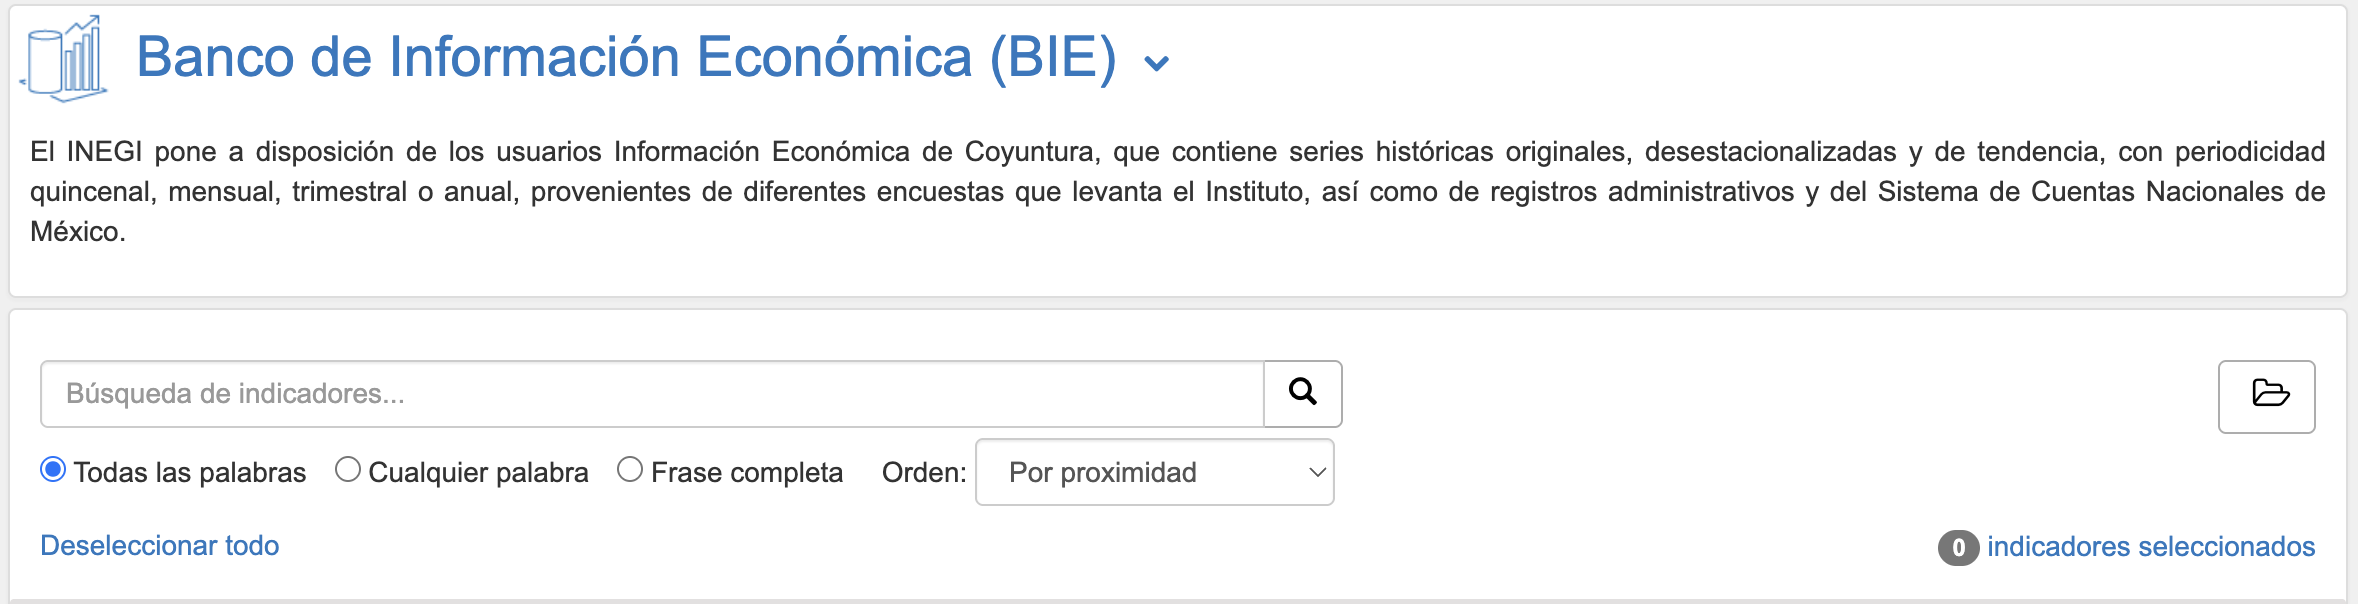 Banco de Información Económica (BIE)
El INEGI pone a disposición de los usuarios Información Económica de Coyuntura, que contiene series históricas originales, desestacionalizadas y de tendencia, con periodicidad
quincenal, mensual, trimestral o anual, provenientes de diferentes encuestas que levanta el Instituto, así como de registros administrativos y del Sistema de Cuentas Nacionales de
México.
Búsqueda de indicadores...
Todas las palabras Cualquier palabra Frase completa Orden: Por proximidad
Deseleccionar todo 0 indicadores seleccionados